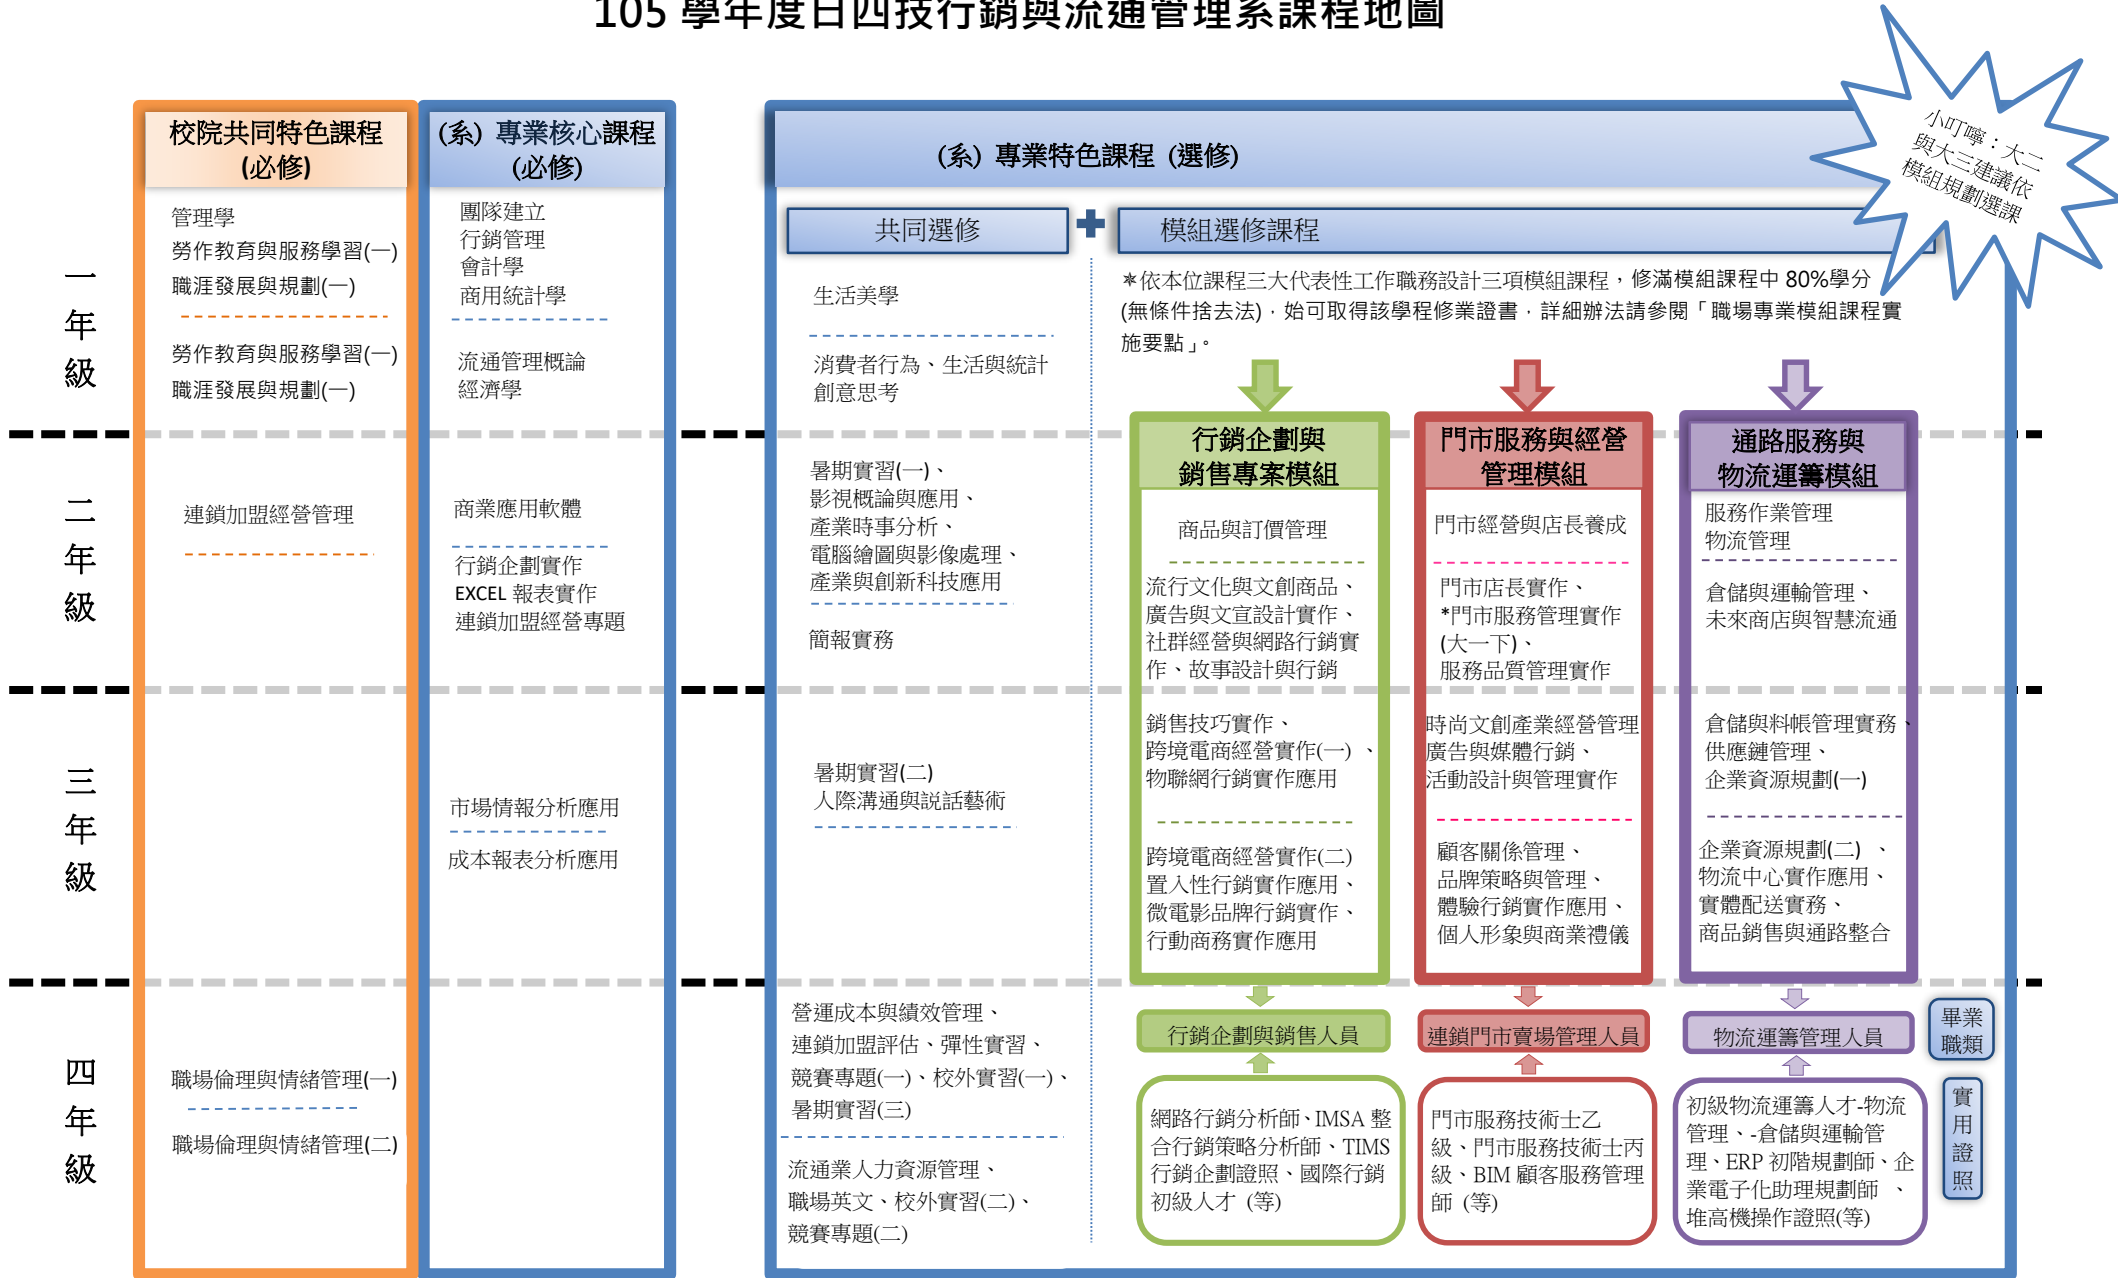 105 學年度日四技行銷與流通管理系課程地圖
小叮嚀：大二
與大三建議依
模組規劃選課
校院共同特色課程
(必修)
(系) 專業核心課程
(必修)
(系) 專業特色課程 (選修)
共同選修
模組選修課程
一年級
管理學
勞作教育與服務學習(一)
職涯發展與規劃(一)
勞作教育與服務學習(一)
職涯發展與規劃(一)
團隊建立
行銷管理
會計學
商用統計學
流通管理概論
經濟學
生活美學
消費者行為、生活與統計
創意思考
*依本位課程三大代表性工作職務設計三項模組課程，修滿模組課程中 80%學分
(無條件捨去法)，始可取得該學程修業證書，詳細辦法請參閱「職場專業模組課程實
施要點」。
行銷企劃與
銷售專案模組
門市服務與經營
管理模組
通路服務與
物流運籌模組
二年級
連鎖加盟經營管理
商業應用軟體
行銷企劃實作
EXCEL 報表實作
連鎖加盟經營專題
暑期實習(一)、
影視概論與應用、
產業時事分析、
電腦繪圖與影像處理、
產業與創新科技應用
簡報實務
商品與訂價管理
流行文化與文創商品、
廣告與文宣設計實作、
社群經營與網路行銷實
作、故事設計與行銷
門市經營與店長養成
門市店長實作、
*門市服務管理實作
(大一下)、
服務品質管理實作
服務作業管理
物流管理
倉儲與運輸管理、
未來商店與智慧流通
三年級
市場情報分析應用
成本報表分析應用
暑期實習(二)
人際溝通與說話藝術
銷售技巧實作、
跨境電商經營實作(一) 、
物聯網行銷實作應用
跨境電商經營實作(二)
置入性行銷實作應用、
微電影品牌行銷實作、
行動商務實作應用
時尚文創產業經營管理
廣告與媒體行銷、
活動設計與管理實作
顧客關係管理、
品牌策略與管理、
體驗行銷實作應用、
個人形象與商業禮儀
倉儲與料帳管理實務、
供應鏈管理、
企業資源規劃(一)
企業資源規劃(二) 、
物流中心實作應用、
實體配送實務、
商品銷售與通路整合
四年級
職場倫理與情緒管理(一)
職場倫理與情緒管理(二)
營運成本與績效管理、
連鎖加盟評估、彈性實習、
競賽專題(一)、校外實習(一)、
暑期實習(三)
流通業人力資源管理、
職場英文、校外實習(二)、
競賽專題(二)
行銷企劃與銷售人員
連鎖門市賣場管理人員
物流運籌管理人員
畢業
職類
網路行銷分析師、IMSA 整
合行銷策略分析師、TIMS
行銷企劃證照、國際行銷
初級人才 (等)
門市服務技術士乙
級、門市服務技術士丙
級、BIM 顧客服務管理
師 (等)
初級物流運籌人才-物流
管理、-倉儲與運輸管
理、ERP 初階規劃師、企
業電子化助理規劃師 、
堆高機操作證照(等)
實用證照